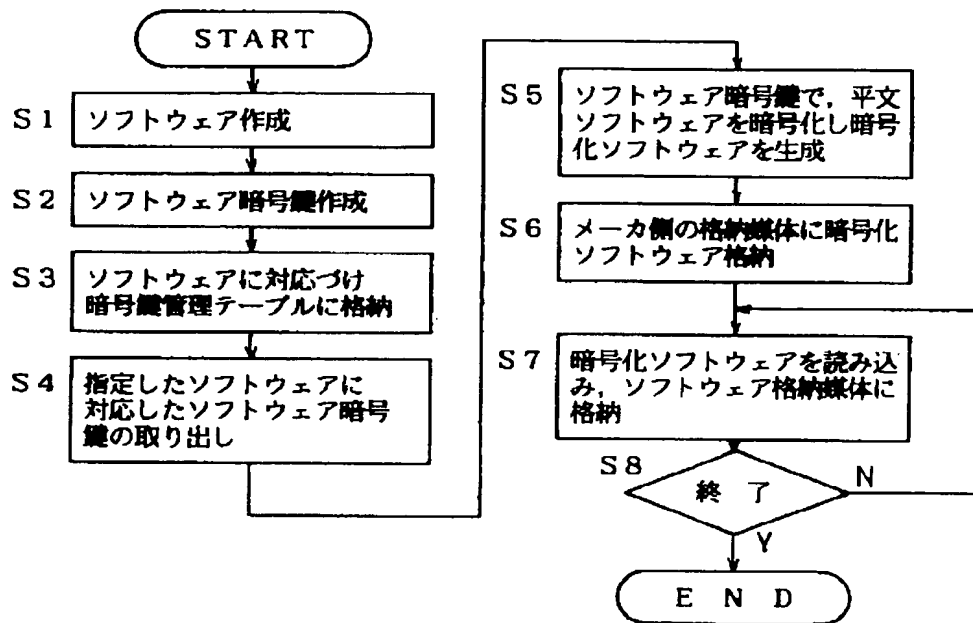 START
S1 ソフトウェア作成
S2 ソフトウェア暗号鍵作成
S3 ソフトウェアに対応づけ
暗号鍵管理テーブルに格納
S4 指定したソフトウェアに
対応したソフトウェア暗号
鍵の取り出し
S5 ソフトウェア暗号鍵で,平文
ソフトウェアを暗号化し暗号
化ソフトウェアを生成
S6 メーカ側の格納媒体に暗号化
ソフトウェア格納
S7 暗号化ソフトウェアを読み込
み,ソフトウェア格納媒体に
格納
S8 終了 N
Y
END